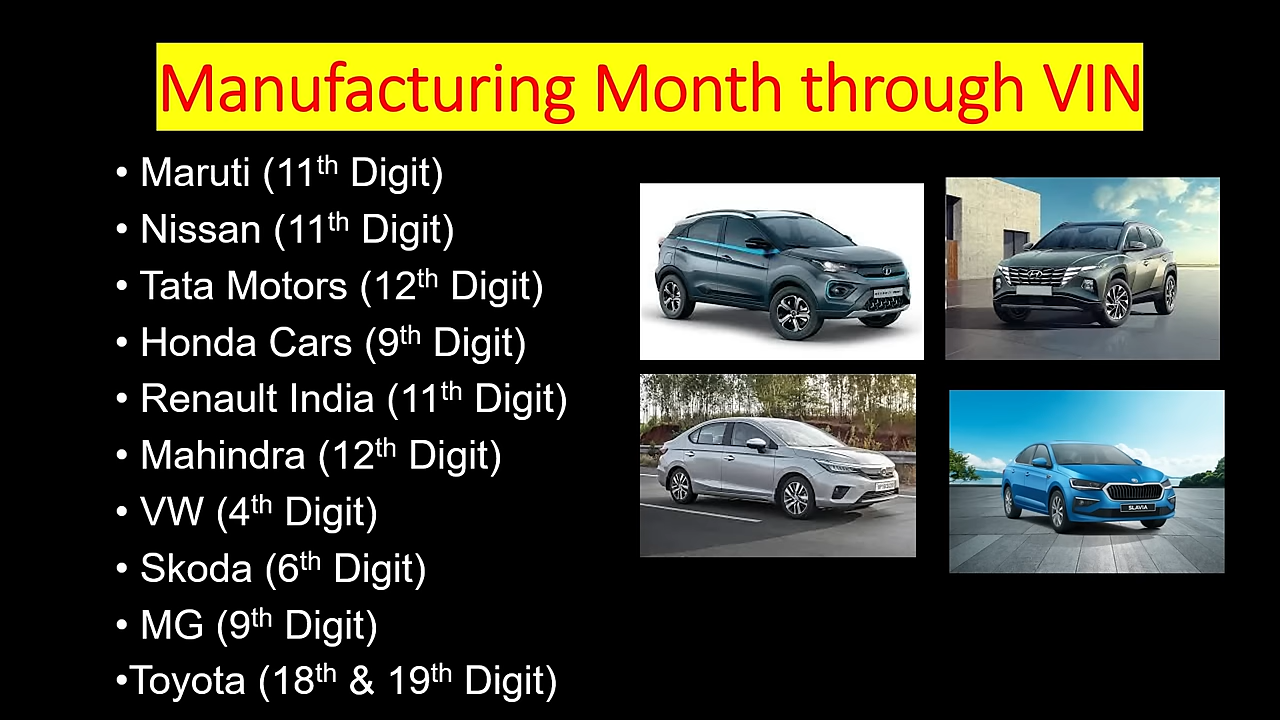 Manufacturing Month through VIN
• Maruti (11th Digit)
• Nissan (11th Digit)
• Tata Motors (12th Digit)
• Honda Cars (9th Digit)
• Renault India (11th Digit)
• Mahindra (12th Digit)
• VW (4th Digit)
• Skoda (6th Digit)
• MG (9th Digit)
•Toyota (18th & 19th Digit)
SLAVIA